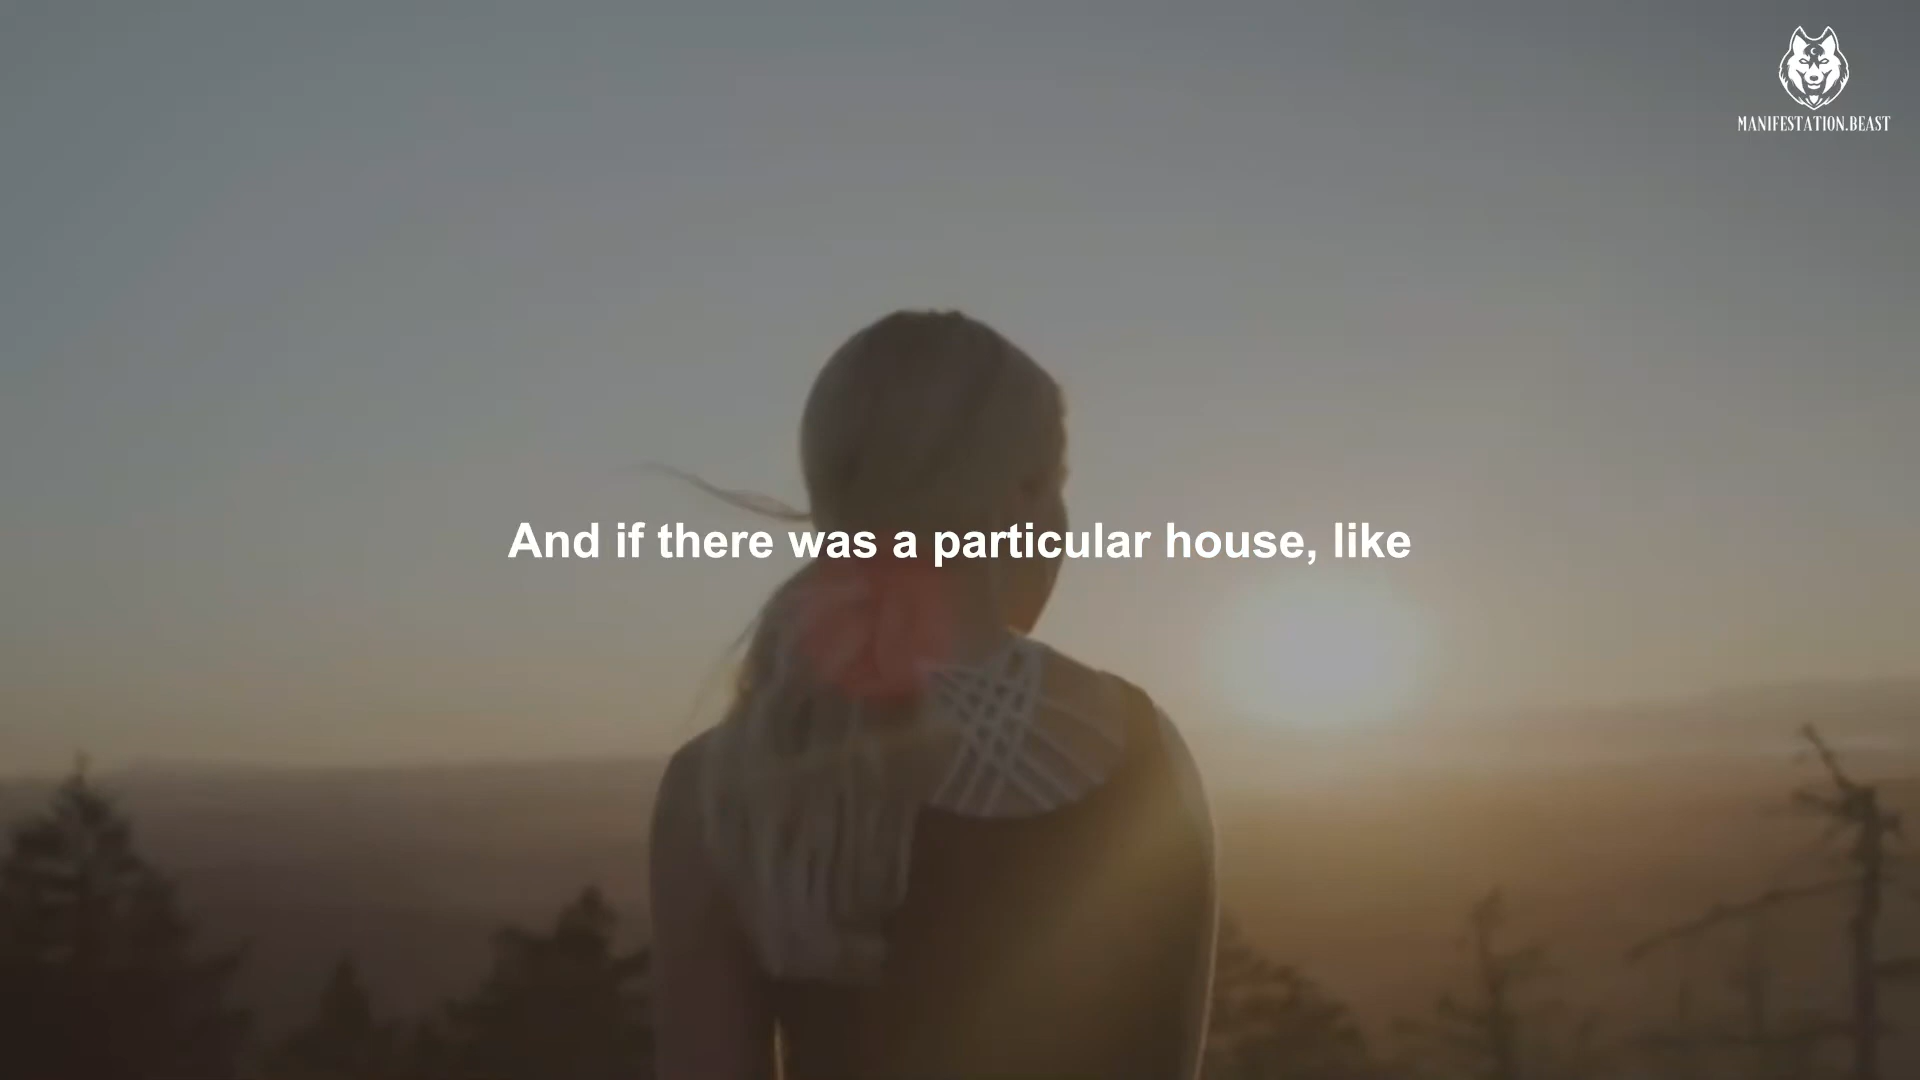 MANIFESTATION.BEAST
And if there was a particular house, like